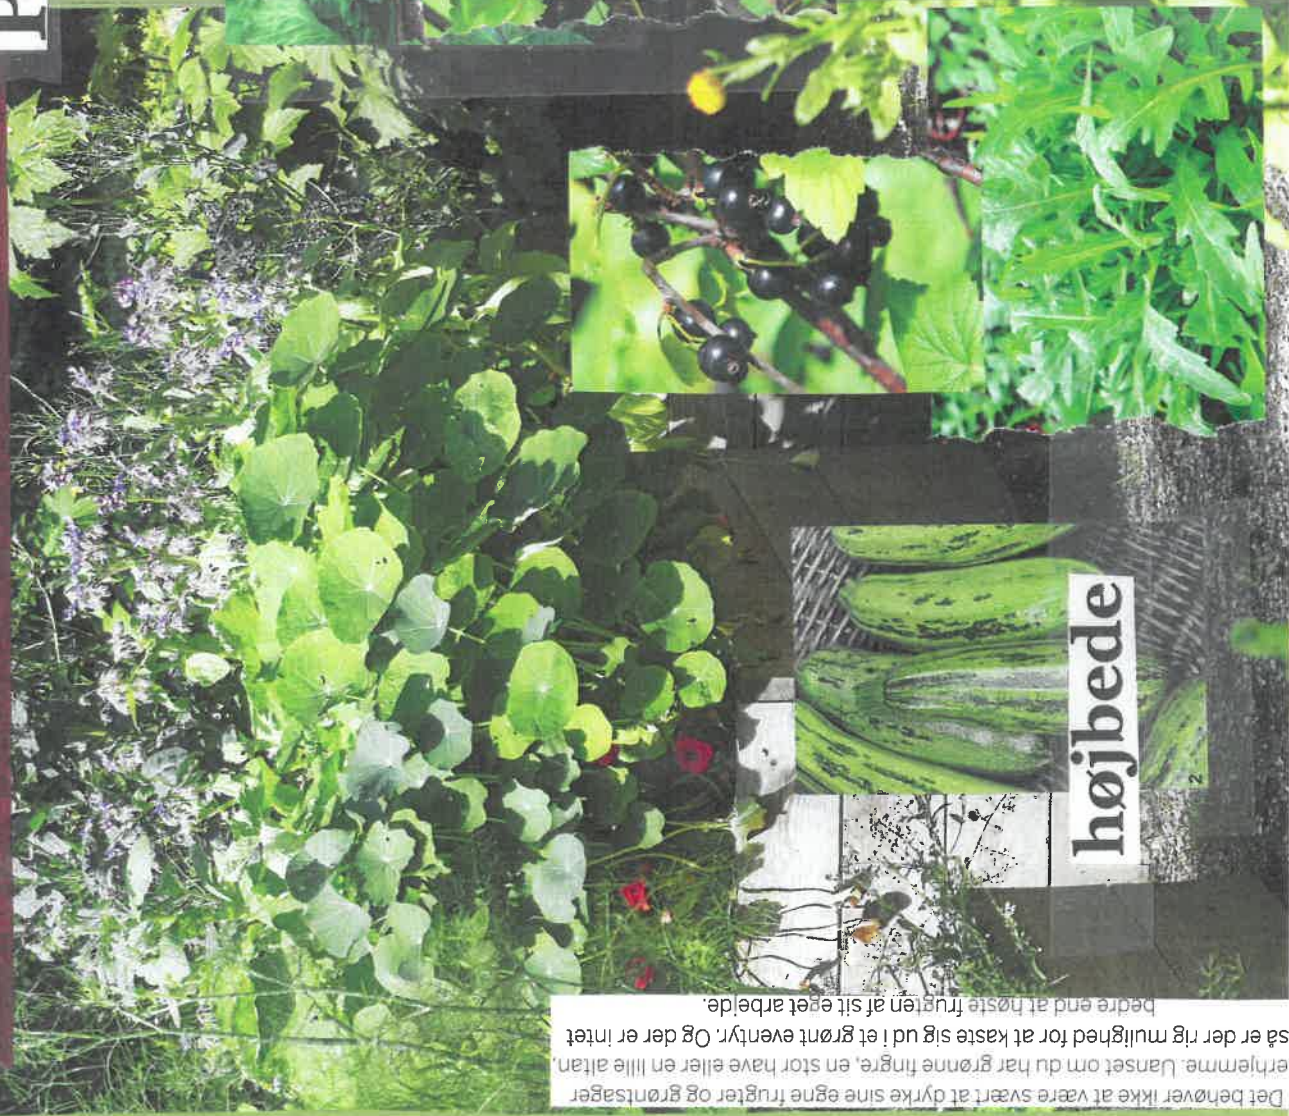 P
højbede
2
Det behøver ikke at være svært at dyrke sine egne frugter og grøntsager
erhjemme. Uanset om du har grønne fingre, en stor have eller en lille altan,
så er der rig mulighed for at kaste sig ud i et grønt eventyr. Og der er intet
bedre end at høste frugten af sit eget arbejde.